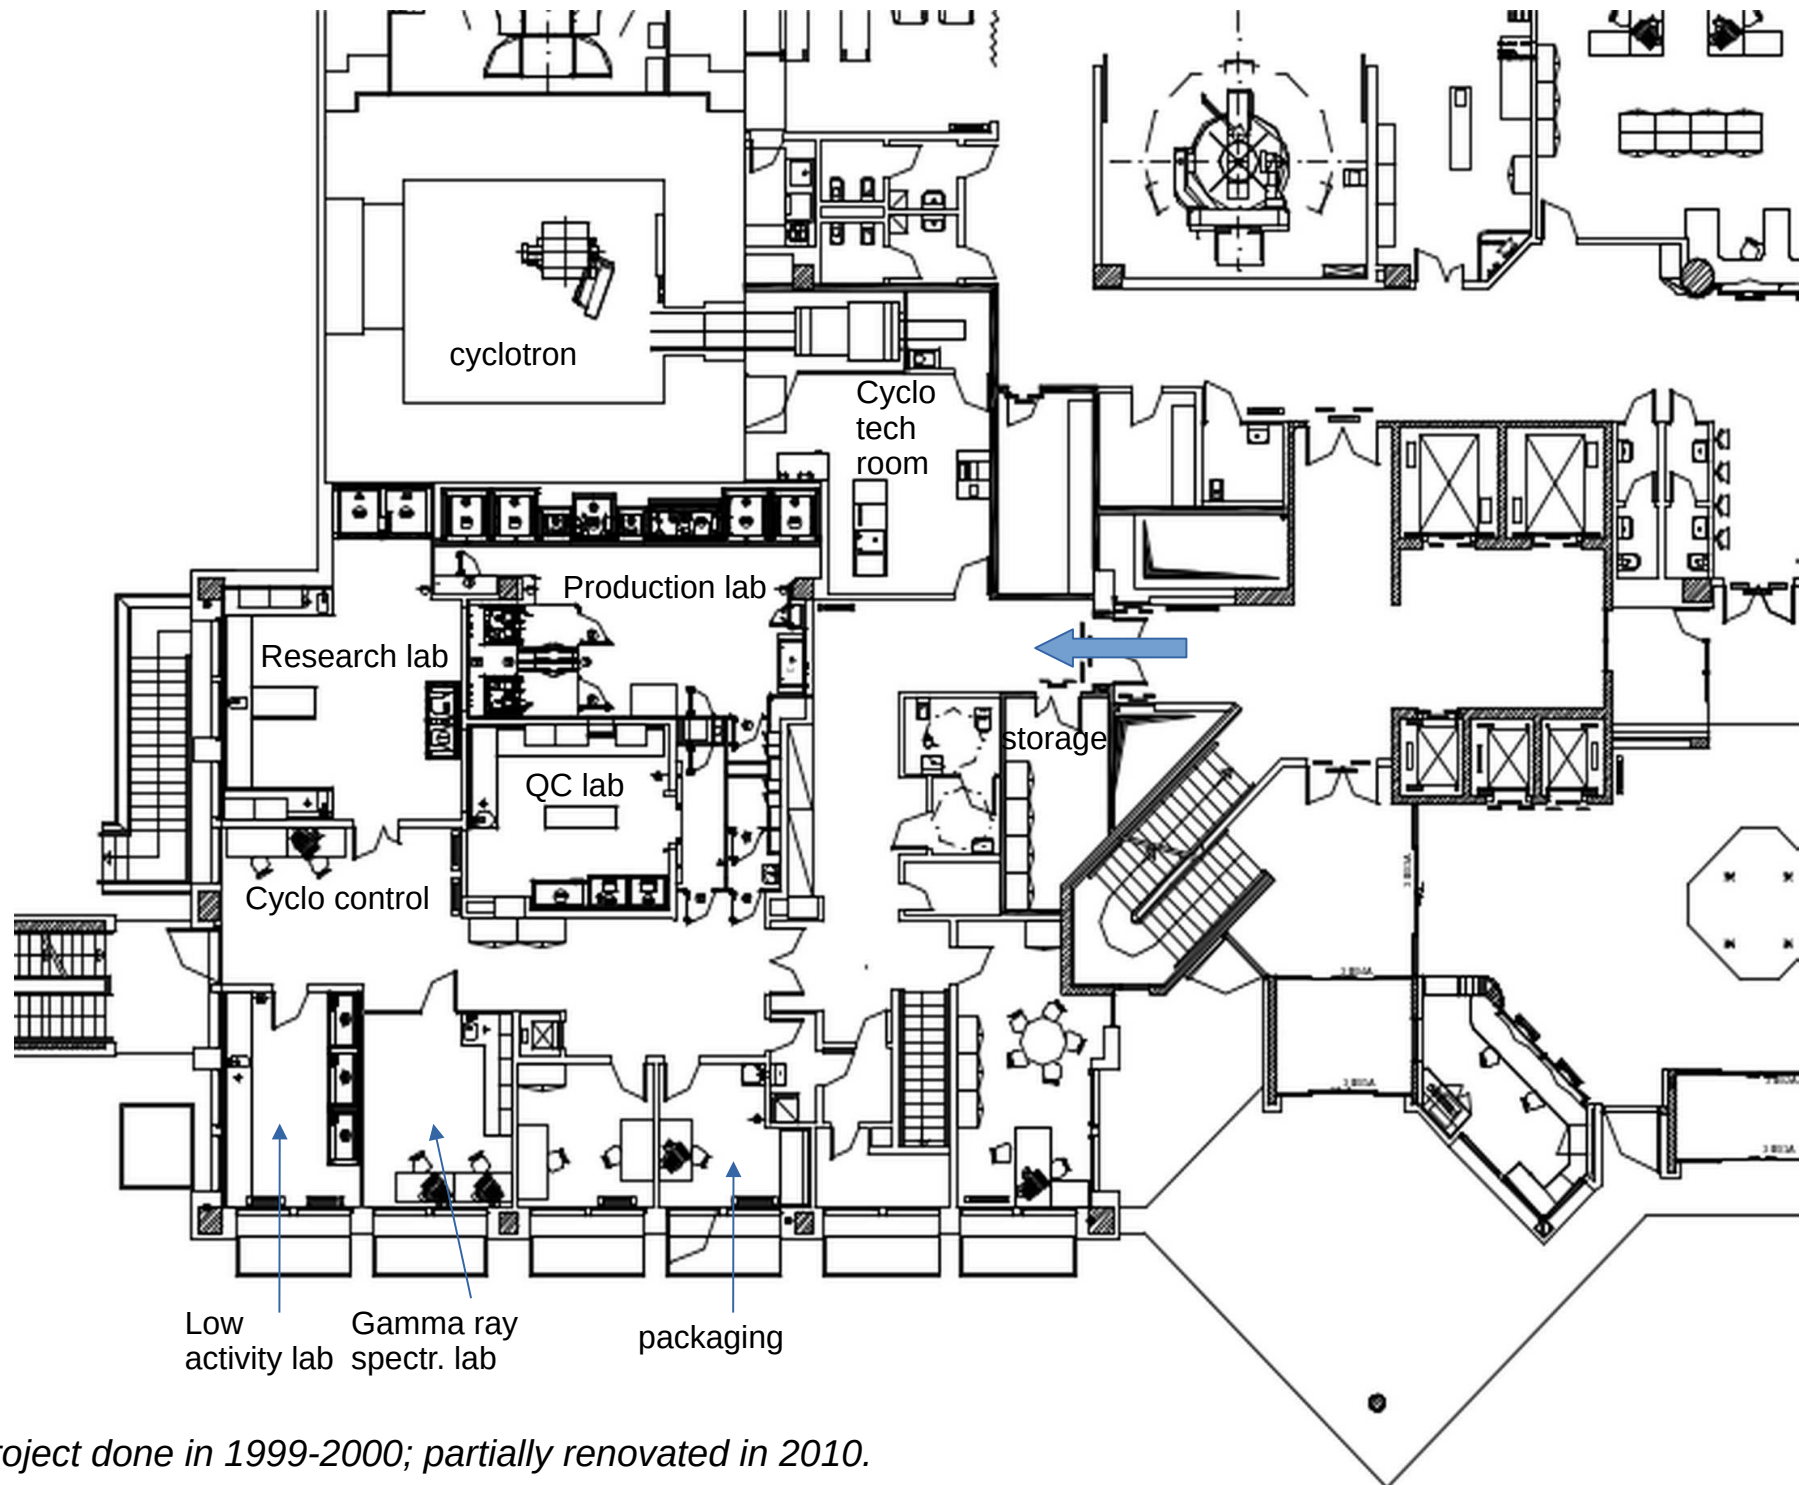 cyclotron
Cyclo
tech
room
Production lab
Research lab
storage
QC lab
Cyclo control
Low
activity lab
Gamma ray
spectr. lab
packaging
roject done in 1999-2000; partially renovated in 2010.